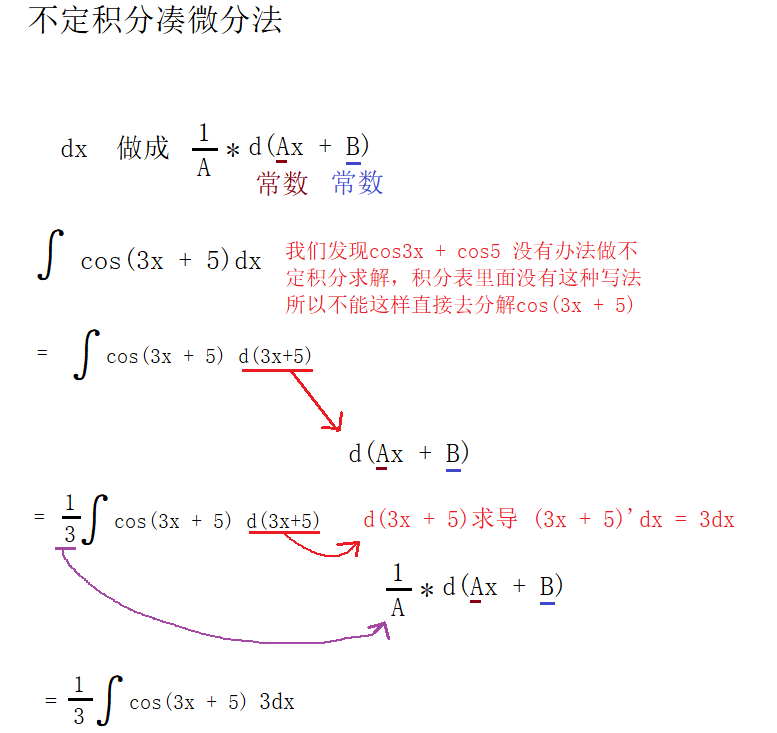 不定积分凑微分法
dx 做成 1/A * d(Ax + B)
常数 常数
∫ cos(3x + 5)dx
我们发现cos3x + cos5 没有办法做不
定积分求解，积分表里面没有这种写法
所以不能这样直接去分解cos(3x + 5)
= ∫ cos(3x + 5) d(3x+5)
d(Ax + B)
= 1/3 ∫ cos(3x + 5) d(3x+5)
d(3x + 5)求导 (3x + 5)'dx = 3dx
1/A * d(Ax + B)
= 1/3 ∫ cos(3x + 5) 3dx